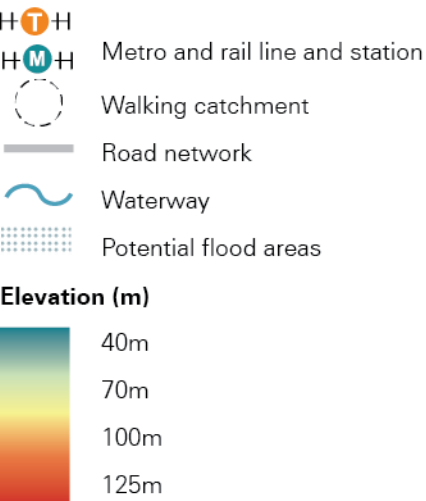 T
M
Metro and rail line and station
Walking catchment
Road network
Waterway
Potential flood areas
Elevation (m)
40m
70m
100m
125m